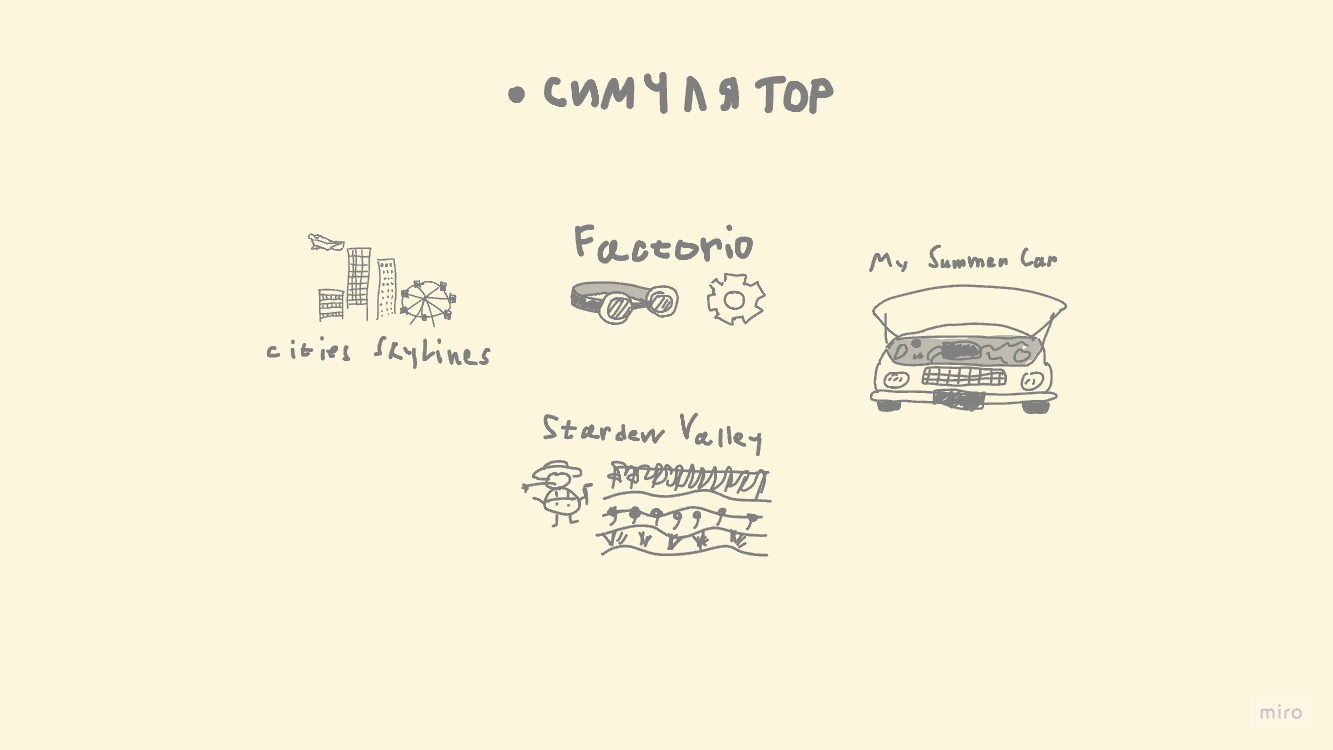 • СИМУЛЯТОР
Factorio
My Summer Car
cities skylines
Stardew Valley
miro